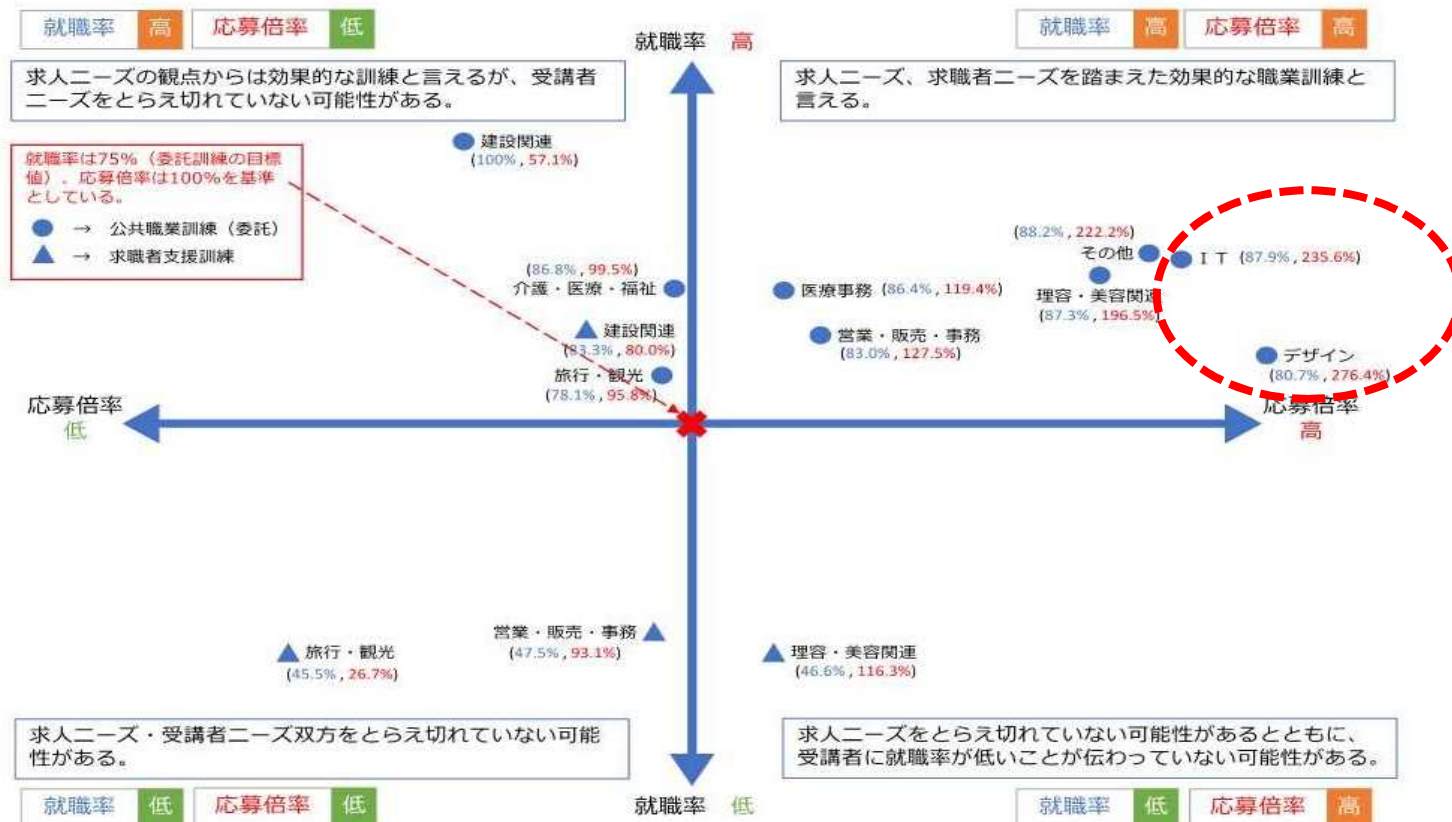 就職率 高 応募倍率 低
就職率 高
就職率 高 応募倍率 高
求人ニーズの観点からは効果的な訓練と言えるが、受講者
ニーズをとらえ切れていない可能性がある。
求人ニーズ、求職者ニーズを踏まえた効果的な職業訓練と
言える。
就職率は75%（委託訓練の目標
値）、応募倍率は100%を基準
としている。
→ 公共職業訓練（委託）
→ 求職者支援訓練
建設関連
(100%,57.1%)
(86.8%,99.5%)
介護・医療・福祉
建設関連
(83.3%,80.0%)
旅行・観光
(78.1%,95.8%)
(88.2%,222.2%)
その他
ＩＴ (87.9%,235.6%)
医療事務 (86.4%,119.4%)
理容・美容関連
(87.3%,196.5%)
営業・販売・事務
(83.0%,127.5%)
デザイン
(80.7%,276.4%)
応募倍率
低
応募倍率
高
旅行・観光
(45.5%,26.7%)
営業・販売・事務
(47.5%,93.1%)
理容・美容関連
(46.6%,116.3%)
求人ニーズ・受講者ニーズ双方をとらえ切れていない可能
性がある。
求人ニーズをとらえ切れていない可能性があるとともに、
受講者に就職率が低いことが伝わっていない可能性がある。
就職率 低 応募倍率 低
就職率 低
就職率 低 応募倍率 高